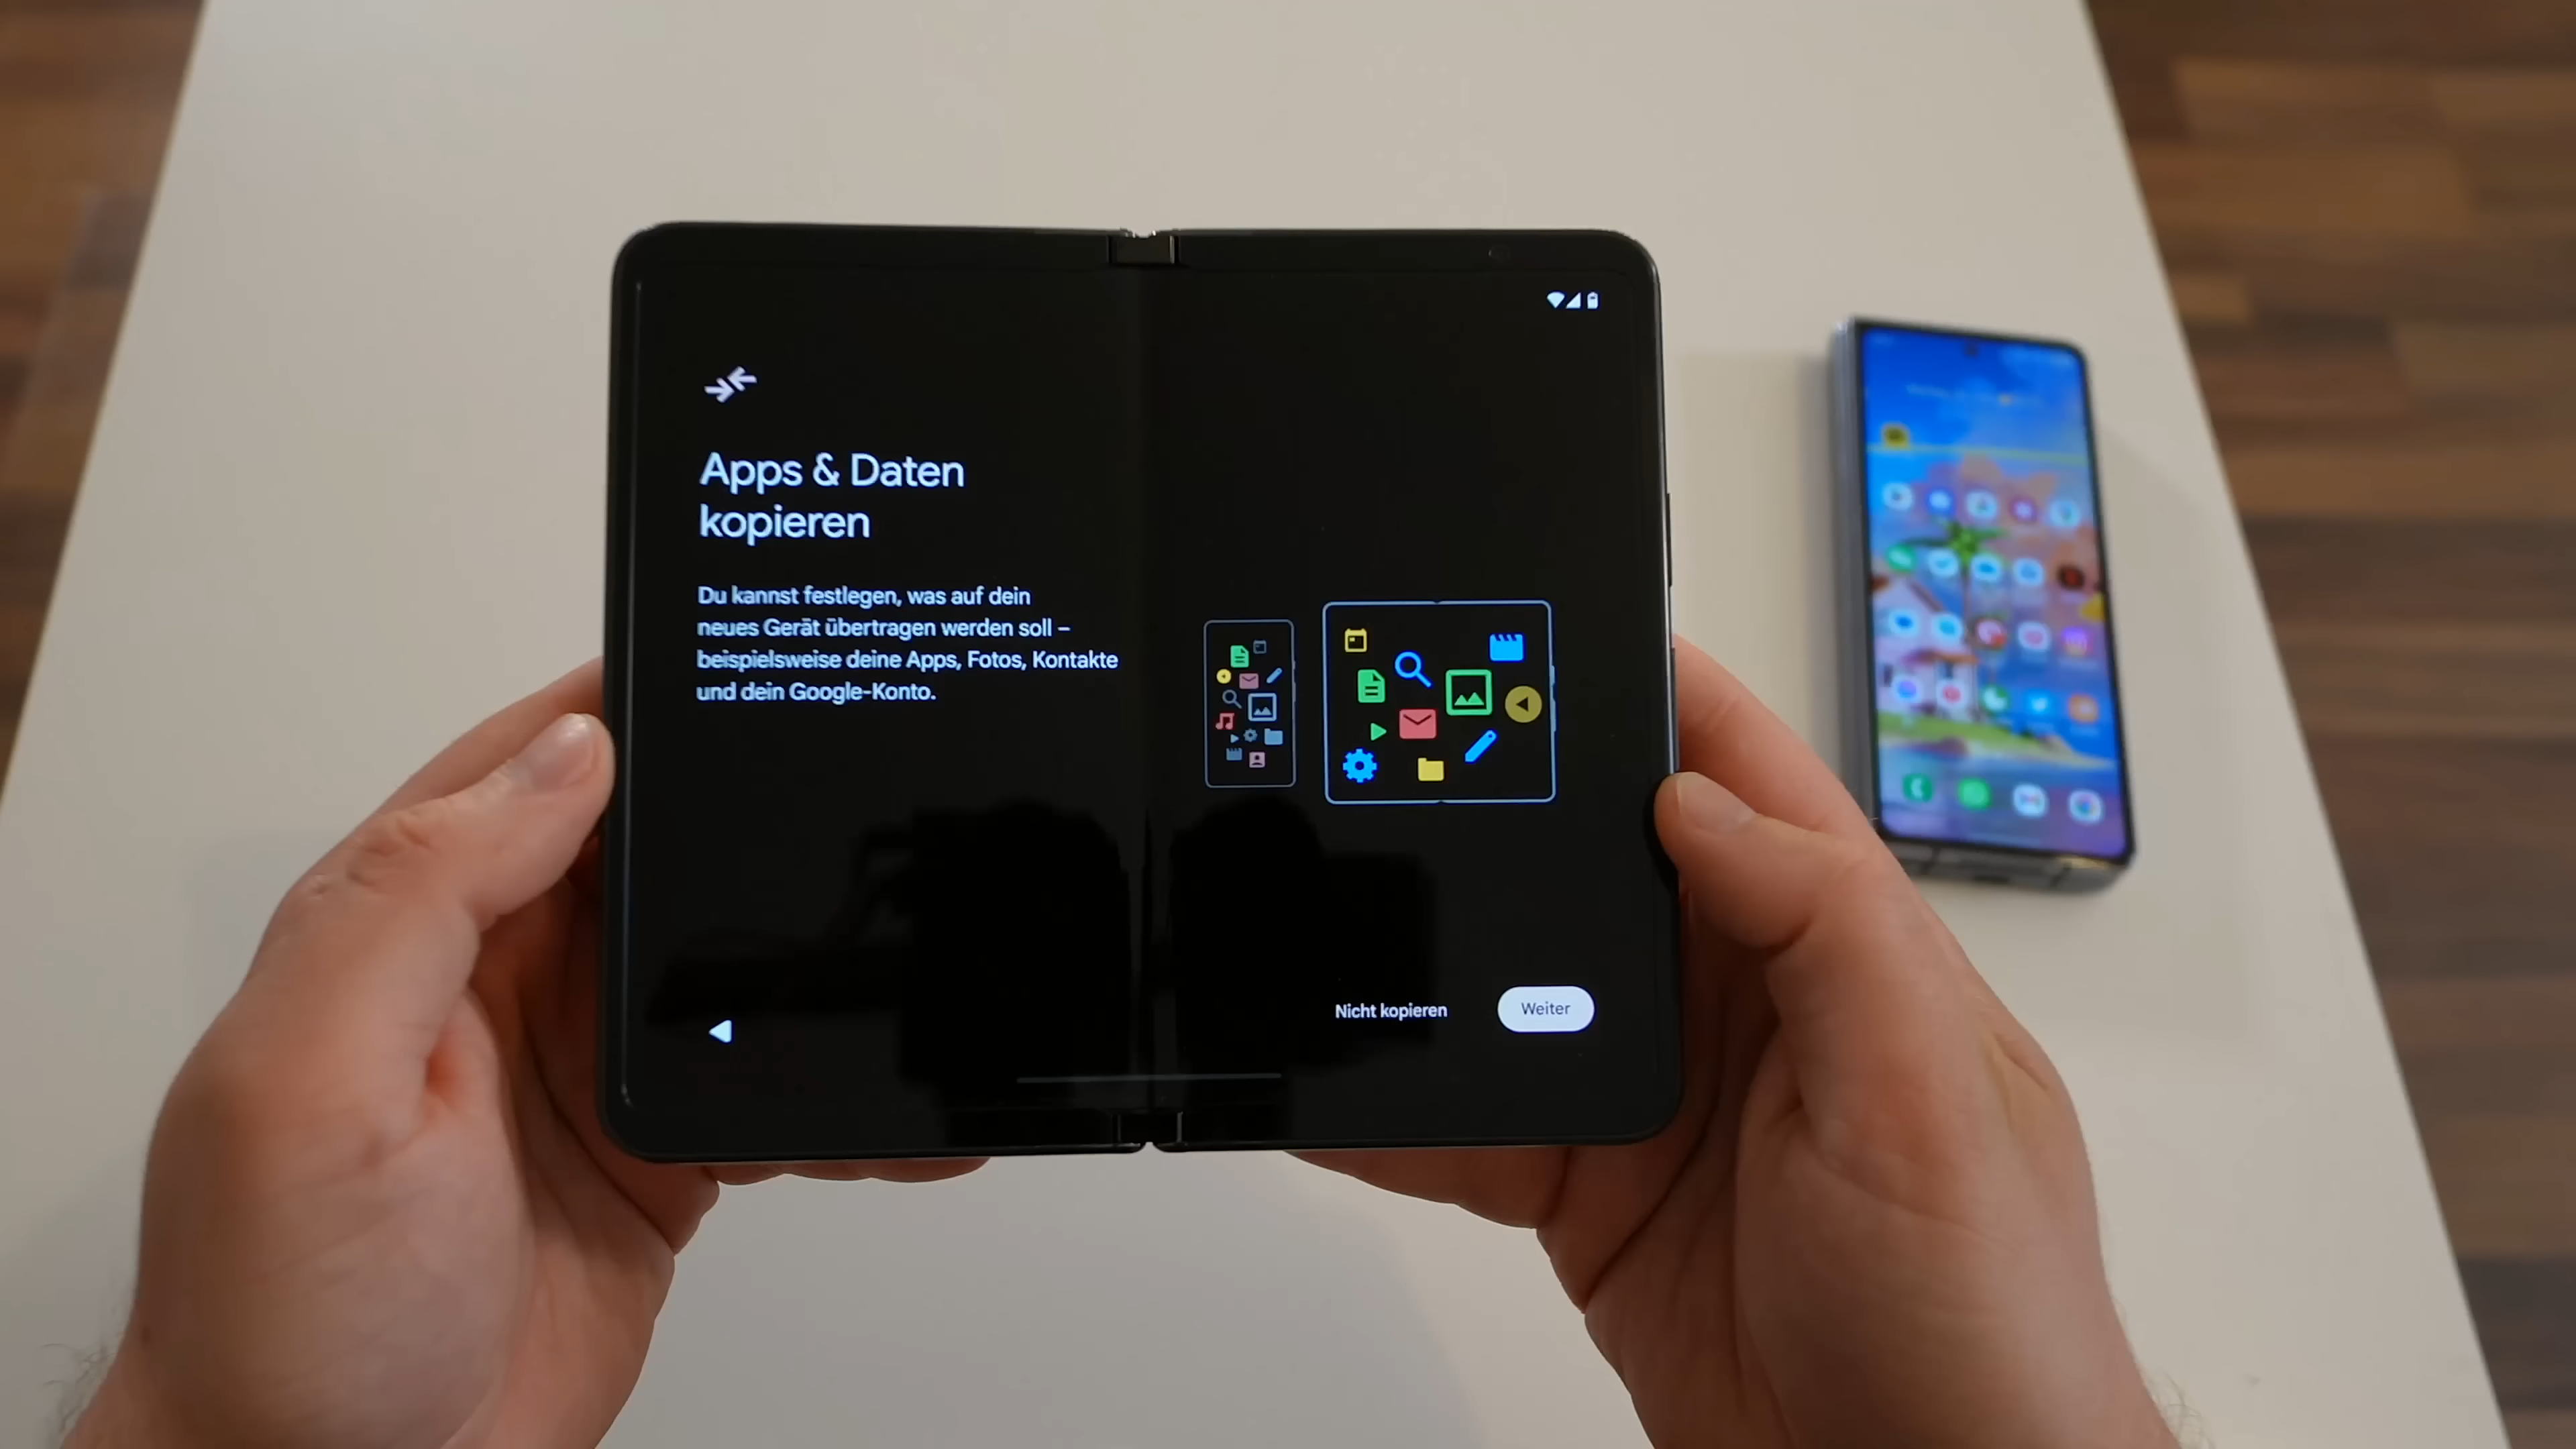 Apps & Daten
kopieren
Du kannst festlegen, was auf dein
neues Gerät übertragen werden soll –
beispielsweise deine Apps, Fotos, Kontakte
und dein Google-Konto.
Nicht kopieren
Weiter